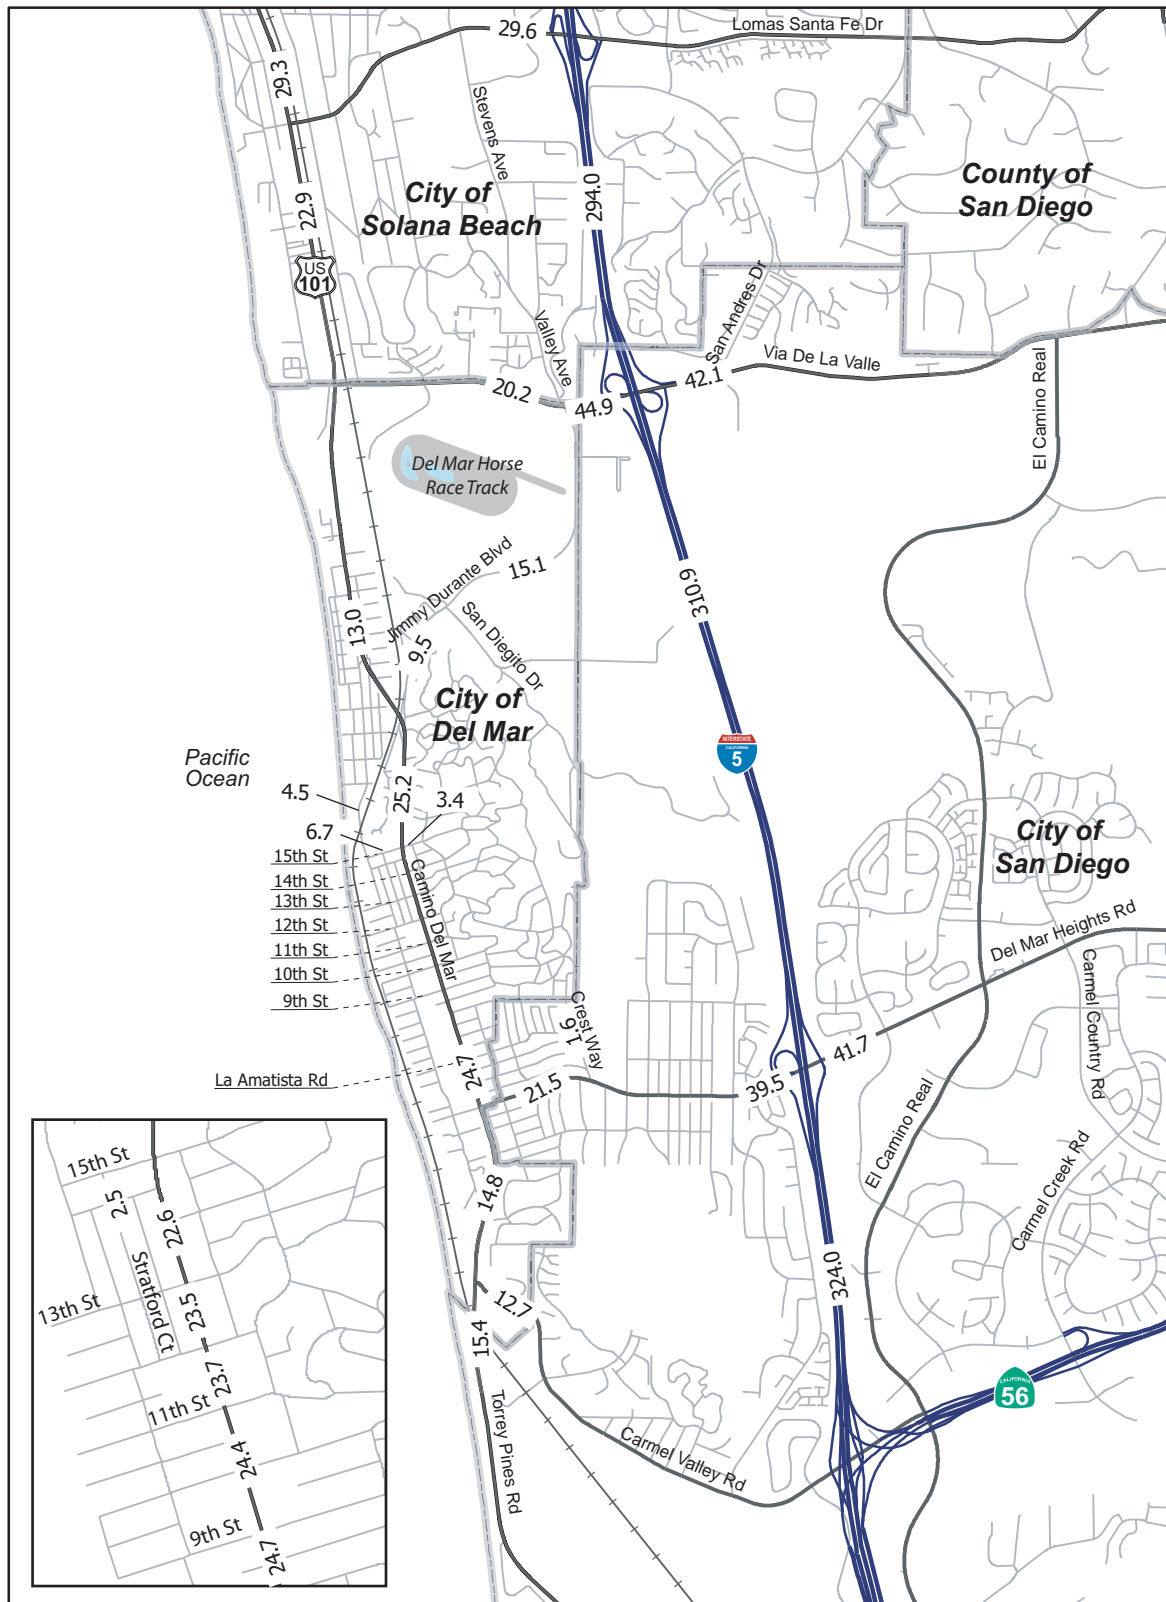 29.6
Lomas Santa Fe Dr
29.3
Stevens Ave
City of
Solana Beach
294.0
County of
San Diego
22.9
US
101
San Andres Dr
Valley Ave
Via De La Valle
El Camino Real
20.2
44.9
42.1
Del Mar Horse
Race Track
Jimmy Durante Blvd
15.1
310.9
13.0
9.5
San Diegito Dr
City of
Del Mar
Pacific
Ocean
INTERSTATE
CALIFORNIA
5
4.5
25.2
3.4
6.7
City of
San Diego
15th St
14th St
13th St
12th St
11th St
10th St
9th St
Camino Del Mar
Del Mar Heights Rd
Carmel Country Rd
Crest Way
1.6
24.7
La Amatista Rd
21.5
39.5
41.7
El Camino Real
Carmel Creek Rd
14.8
324.0
12.7
15.4
Torrey Pines Rd
Carmel Valley Rd
CALIFORNIA
56
15th St
2.5
22.6
Stratford Ct
13th St
23.5
23.7
11th St
24.4
9th St
24.7